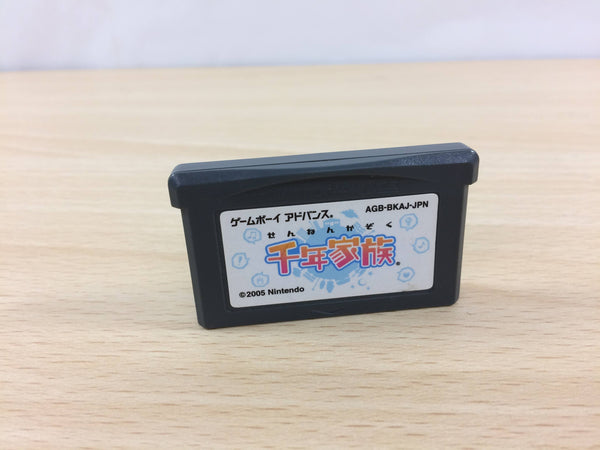 ゲームボーイ アドバンス®
AGB-BKAJ-JPN
せんねんかぞく
千年家族®
©2005 Nintendo